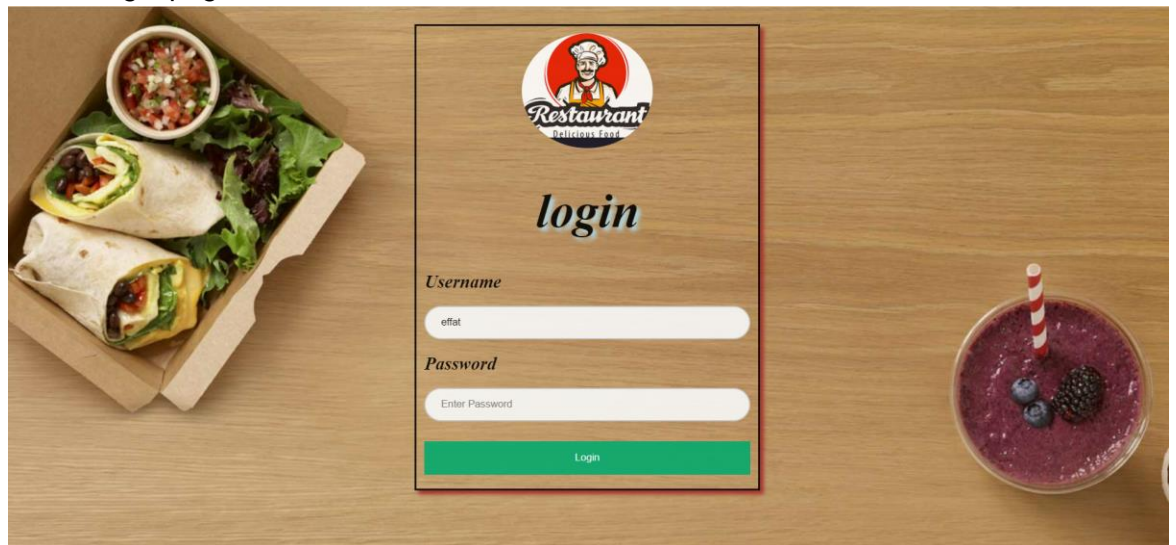 Restaurant
Delicious Food
login
Username
effat
Password
Enter Password
Login